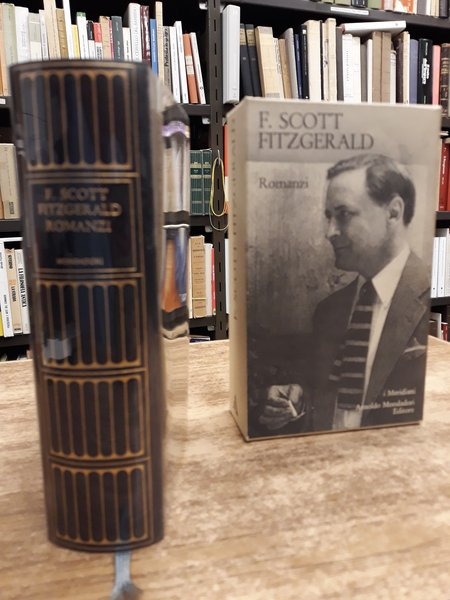 F. SCOTT
FITZGERALD
ROMANZI
MONDADORI
F. SCOTT
FITZGERALD
Romanzi
i Meridiani
Arnoldo Mondadori
Editore